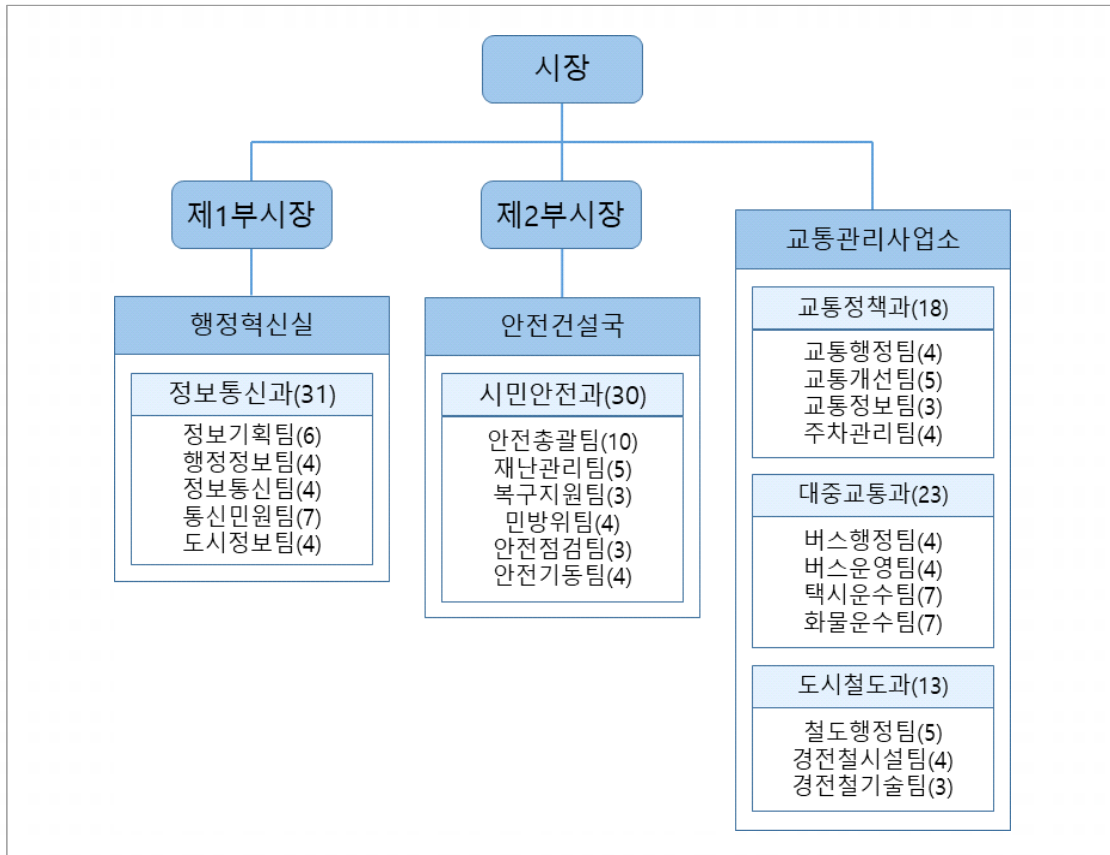 시장
제1부시장
제2부시장
행정혁신실
정보통신과(31)
정보기획팀(6)
행정정보팀(4)
정보통신팀(4)
통신민원팀(7)
도시정보팀(4)
안전건설국
시민안전과(30)
안전총괄팀(10)
재난관리팀(5)
복구지원팀(3)
민방위팀(4)
안전점검팀(3)
안전기동팀(4)
교통관리사업소
교통정책과(18)
교통행정팀(4)
교통개선팀(5)
교통정보팀(3)
주차관리팀(4)
대중교통과(23)
버스행정팀(4)
버스운영팀(4)
택시운수팀(7)
화물운수팀(7)
도시철도과(13)
철도행정팀(5)
경전철시설팀(4)
경전철기술팀(3)